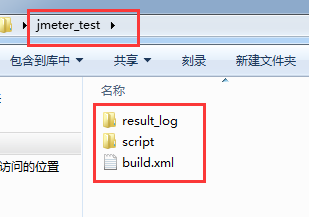 jmeter_test
包含到库中 共享 刻录 新建文件夹
名称
result_log
script
build.xml
访问的位置